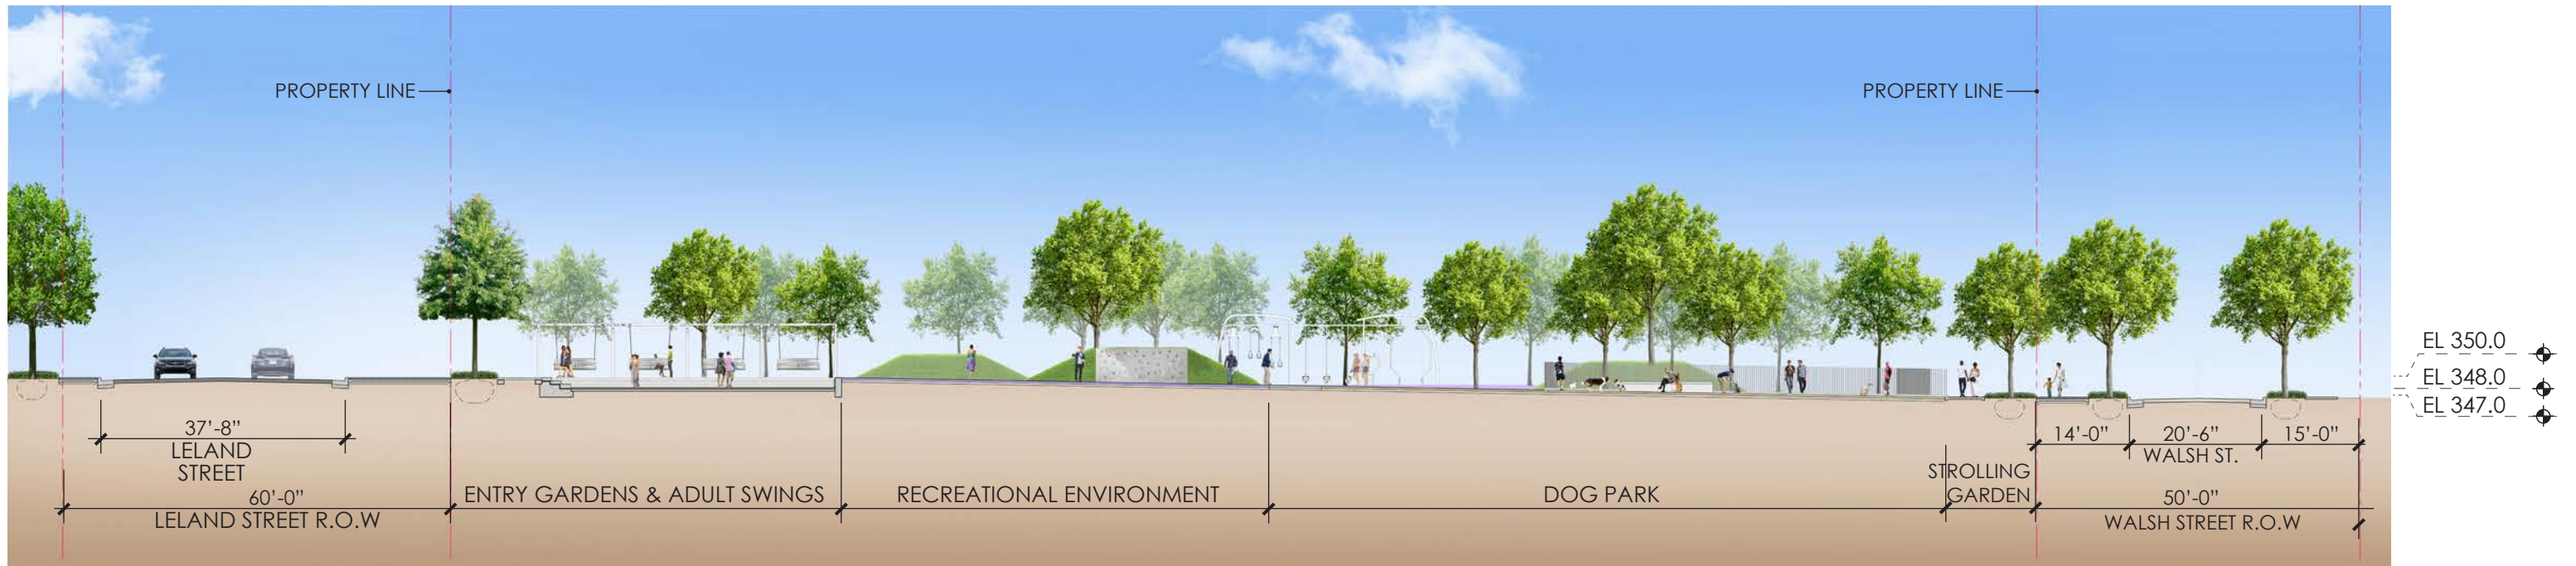 PROPERTY LINE
PROPERTY LINE
EL 350.0
EL 348.0
EL 347.0
37’-8”
LELAND
STREET
60’-0”
LELAND STREET R.O.W
ENTRY GARDENS & ADULT SWINGS
RECREATIONAL ENVIRONMENT
DOG PARK
STROLLING
GARDEN
14’-0”
20’-6”
WALSH ST.
15’-0”
50’-0”
WALSH STREET R.O.W